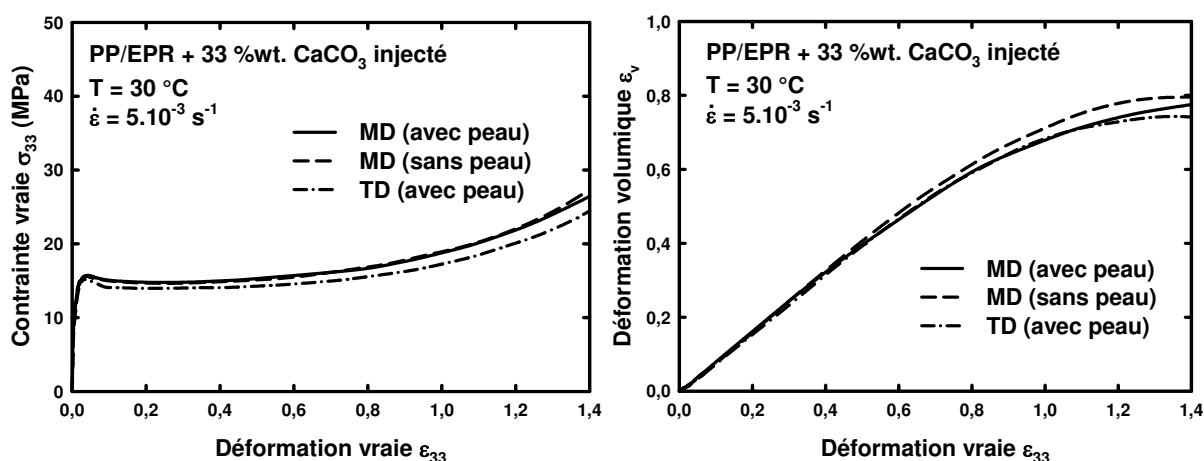 50
40
30
20
10
0
Contrainte vraie σ₃₃ (MPa)
PP/EPR + 33 %wt. CaCO₃ injecté
T = 30 °C
ε̇ = 5.10⁻³ s⁻¹
MD (avec peau)
MD (sans peau)
TD (avec peau)
0,0 0,2 0,4 0,6 0,8 1,0 1,2 1,4
Déformation vraie ε₃₃
1,0
0,8
0,6
0,4
0,2
0,0
Déformation volumique εᵥ
PP/EPR + 33 %wt. CaCO₃ injecté
T = 30 °C
ε̇ = 5.10⁻³ s⁻¹
MD (avec peau)
MD (sans peau)
TD (avec peau)
0,0 0,2 0,4 0,6 0,8 1,0 1,2 1,4
Déformation vraie ε₃₃